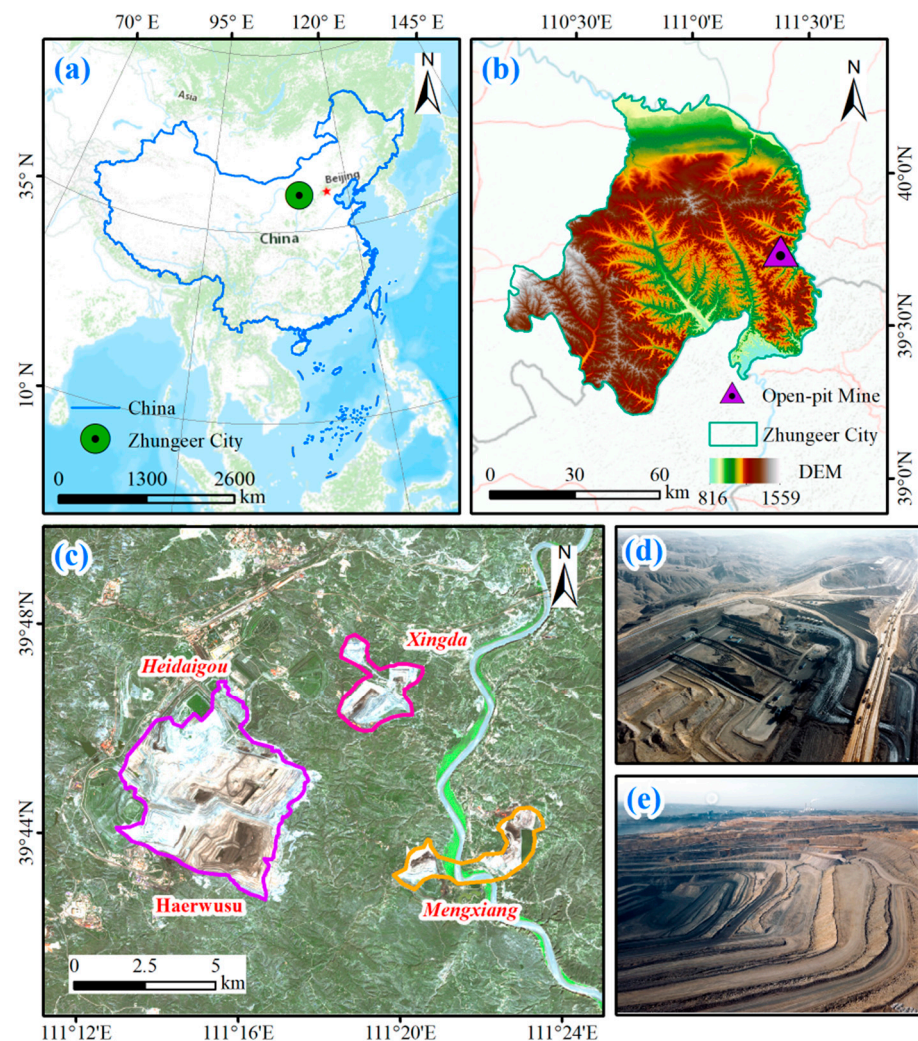 70° E 95° E 120° E 145° E
110°30'E 111°0'E 111°30'E
(a)
N
Asia
35° N
Beijing
China
10° N
China
Zhungeer City
0 1300 2600
km
(b)
N
40°0'N
39°30'N
39°0'N
Open-pit Mine
Zhungeer City
DEM
816 1559
0 30 60
km
(c)
N
39°48'N
39°44'N
Xingda
Heidaigou
Haerwusu
Mengxiang
0 2.5 5
km
111°12'E 111°16'E 111°20'E 111°24'E
(d)
(e)